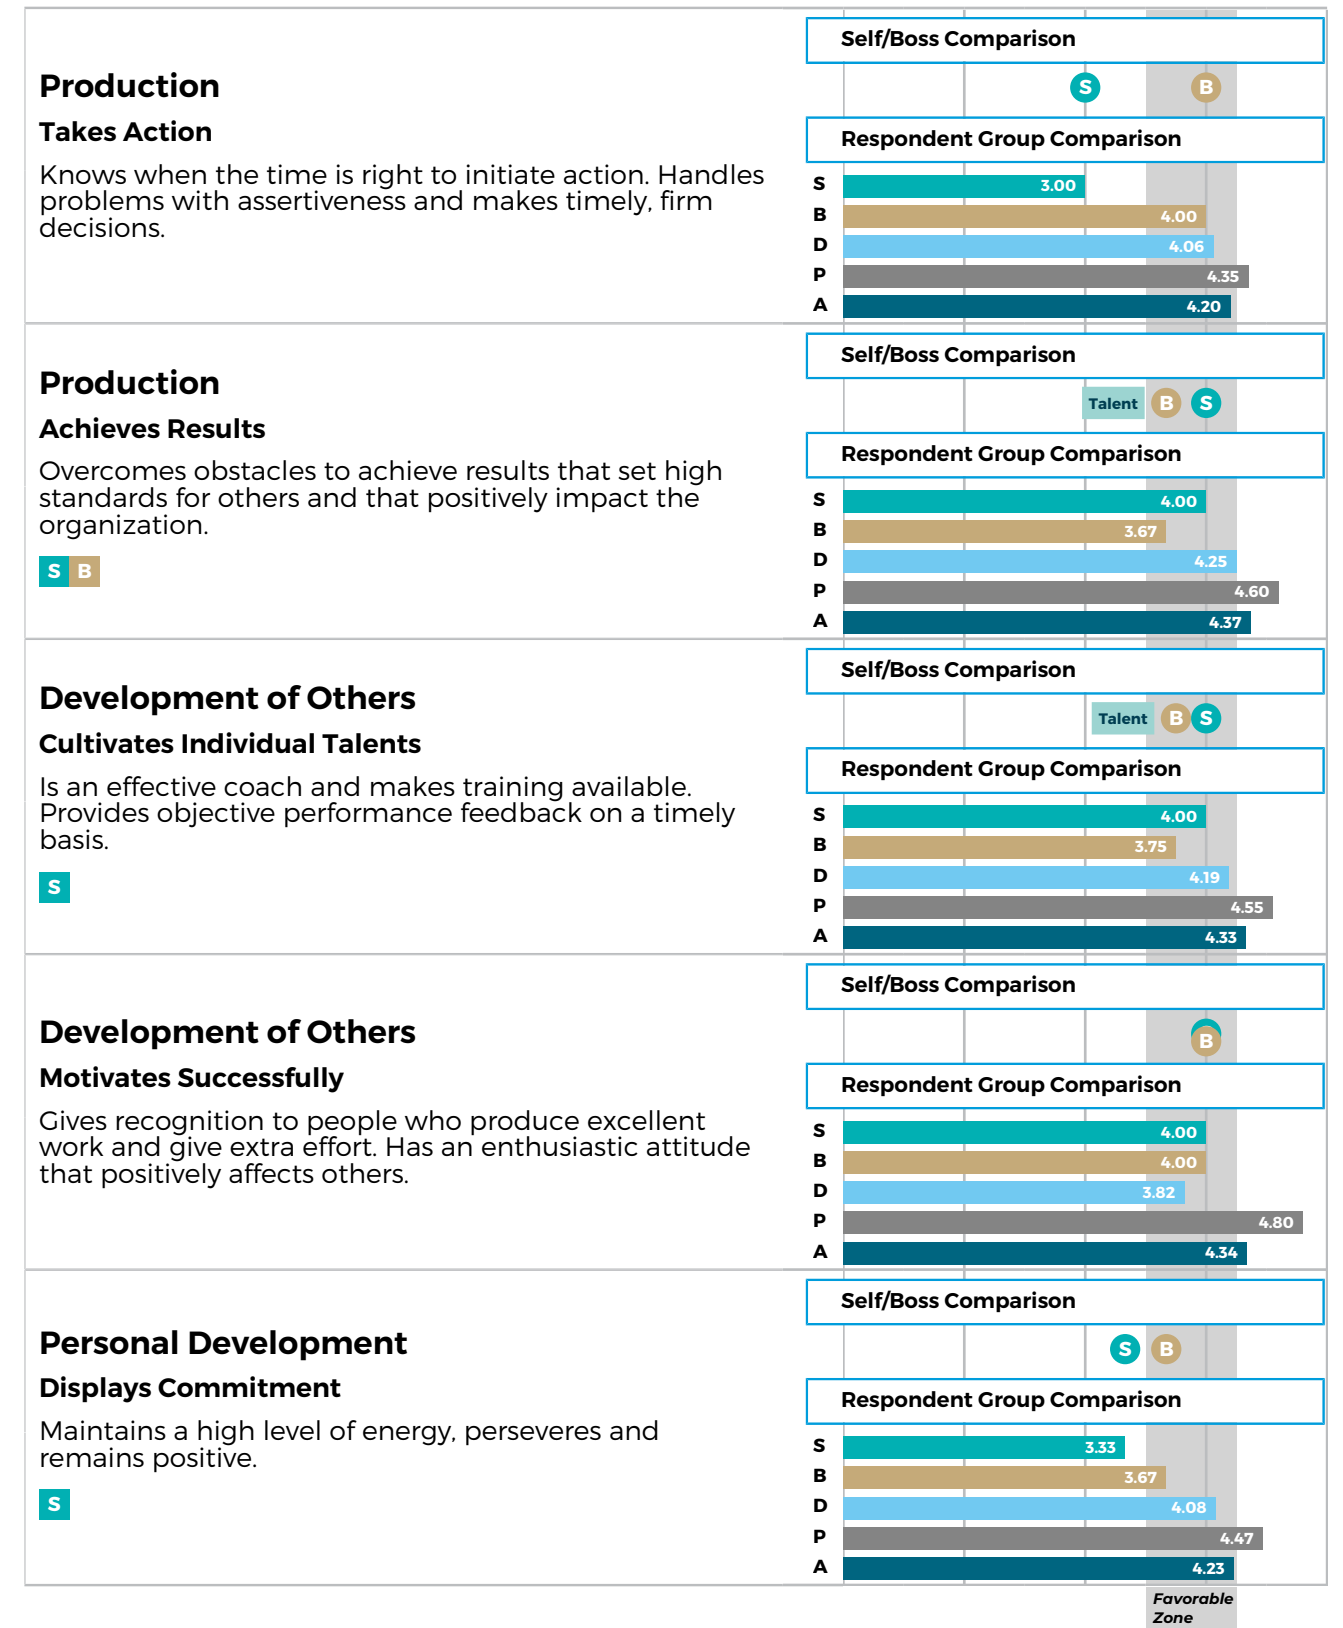 Production
Takes Action
Knows when the time is right to initiate action. Handles
problems with assertiveness and makes timely, firm
decisions.
Self/Boss Comparison
S B
Respondent Group Comparison
S 3.00
B 4.00
D 4.06
P 4.35
A 4.20
Production
Achieves Results
Overcomes obstacles to achieve results that set high
standards for others and that positively impact the
organization.
S B
Self/Boss Comparison
Talent B S
Respondent Group Comparison
S 4.00
B 3.67
D 4.25
P 4.60
A 4.37
Development of Others
Cultivates Individual Talents
Is an effective coach and makes training available.
Provides objective performance feedback on a timely
basis.
S
Self/Boss Comparison
Talent B S
Respondent Group Comparison
S 4.00
B 3.75
D 4.19
P 4.55
A 4.33
Development of Others
Motivates Successfully
Gives recognition to people who produce excellent
work and give extra effort. Has an enthusiastic attitude
that positively affects others.
Self/Boss Comparison
B
Respondent Group Comparison
S 4.00
B 4.00
D 3.82
P 4.80
A 4.34
Personal Development
Displays Commitment
Maintains a high level of energy, perseveres and
remains positive.
S
Self/Boss Comparison
S B
Respondent Group Comparison
S 3.33
B 3.67
D 4.08
P 4.47
A 4.23
Favorable
Zone